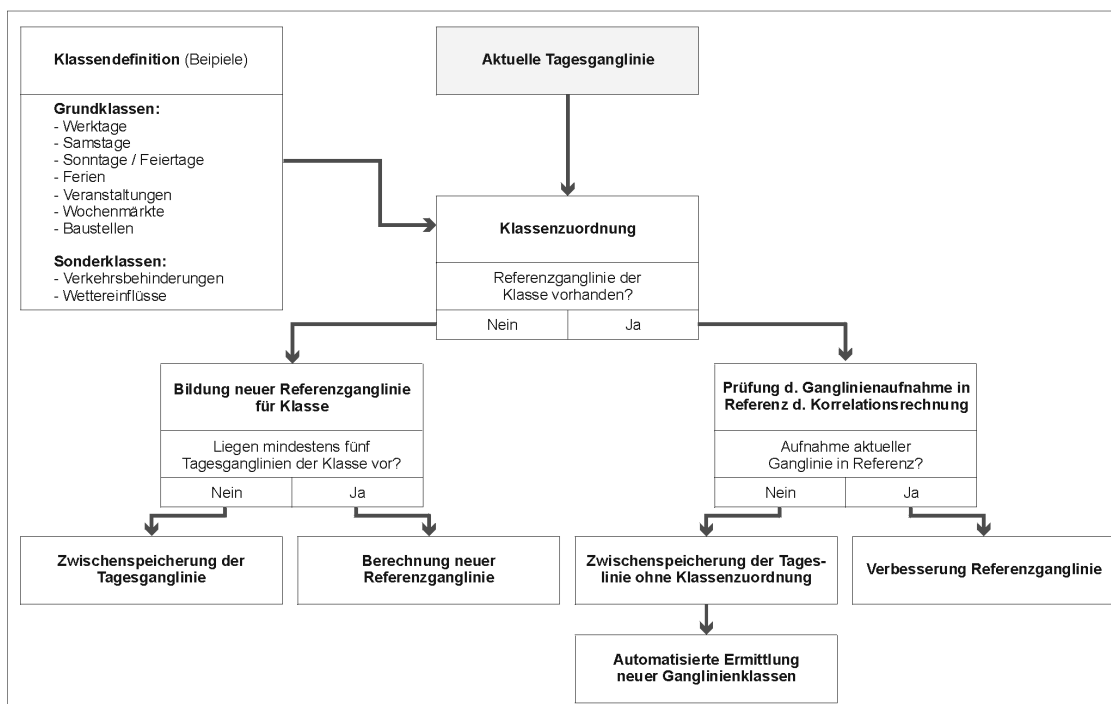 Klassendefinition (Beipiele)
Grundklassen:
- Werktage
- Samstage
- Sonntage / Feiertage
- Ferien
- Veranstaltungen
- Wochenmärkte
- Baustellen
Sonderklassen:
- Verkehrsbehinderungen
- Wettereinflüsse
Aktuelle Tagesganglinie
Klassenzuordnung
Referenzganglinie der
Klasse vorhanden?
Nein
Ja
Bildung neuer Referenzganglinie
für Klasse
Liegen mindestens fünf
Tagesganglinien der Klasse vor?
Nein
Ja
Zwischenspeicherung der
Tagesganglinie
Berechnung neuer
Referenzganglinie
Prüfung d. Ganglinienaufnahme in
Referenz d. Korrelationsrechnung
Aufnahme aktueller
Ganglinie in Referenz?
Nein
Ja
Zwischenspeicherung der Tages-
linie ohne Klassenzuordnung
Verbesserung Referenzganglinie
Automatisierte Ermittlung
neuer Ganglinienklassen